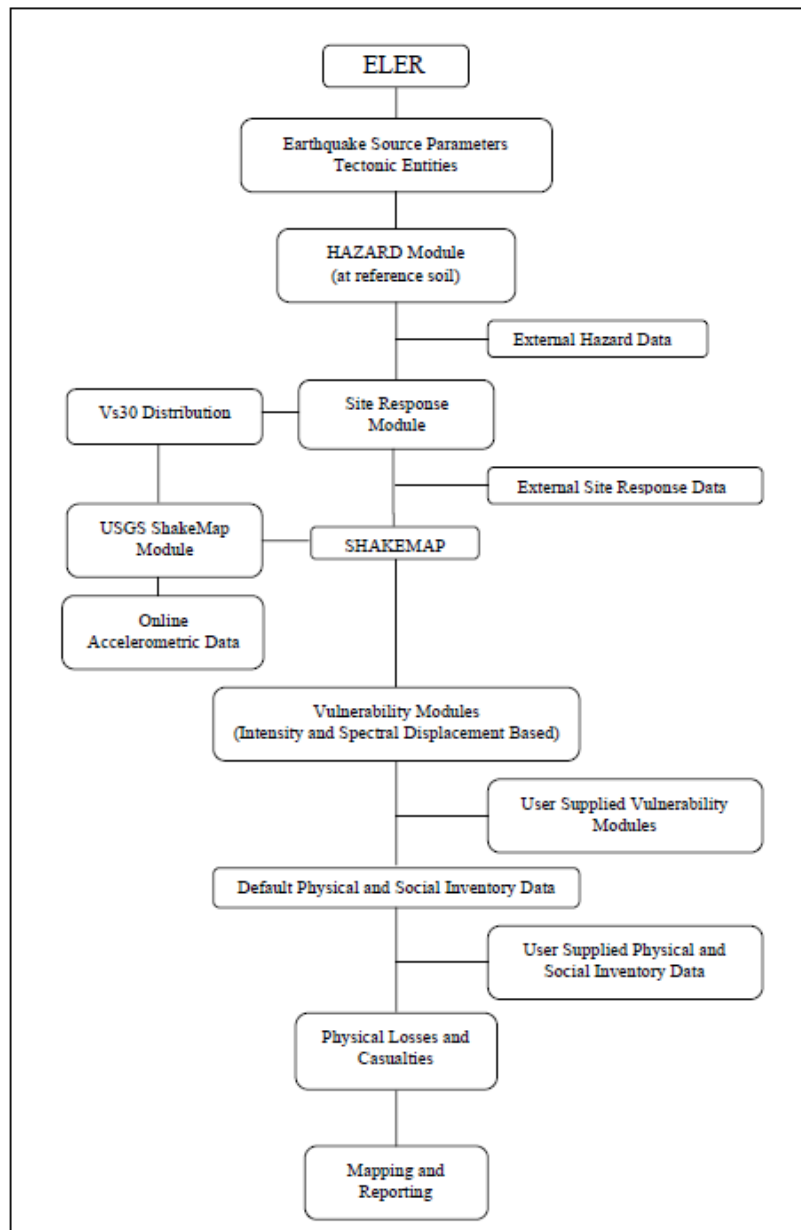 ELER
Earthquake Source Parameters
Tectonic Entities
HAZARD Module
(at reference soil)
External Hazard Data
Vs30 Distribution
Site Response
Module
External Site Response Data
USGS ShakeMap
Module
SHAKEMAP
Online
Accelerometric Data
Vulnerability Modules
(Intensity and Spectral Displacement Based)
User Supplied Vulnerability
Modules
Default Physical and Social Inventory Data
User Supplied Physical and
Social Inventory Data
Physical Losses and
Casualties
Mapping and
Reporting